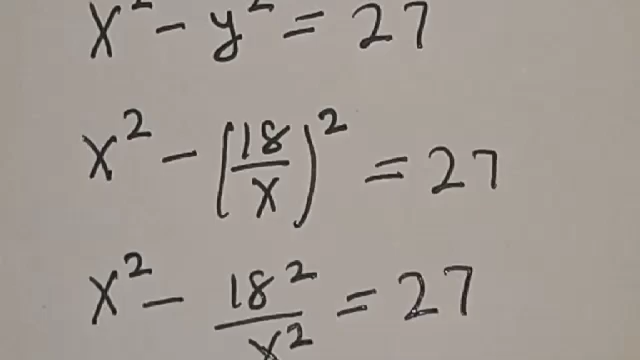 x² - y² = 27
x² - (18/x)² = 27
x² - 18²/x² = 27